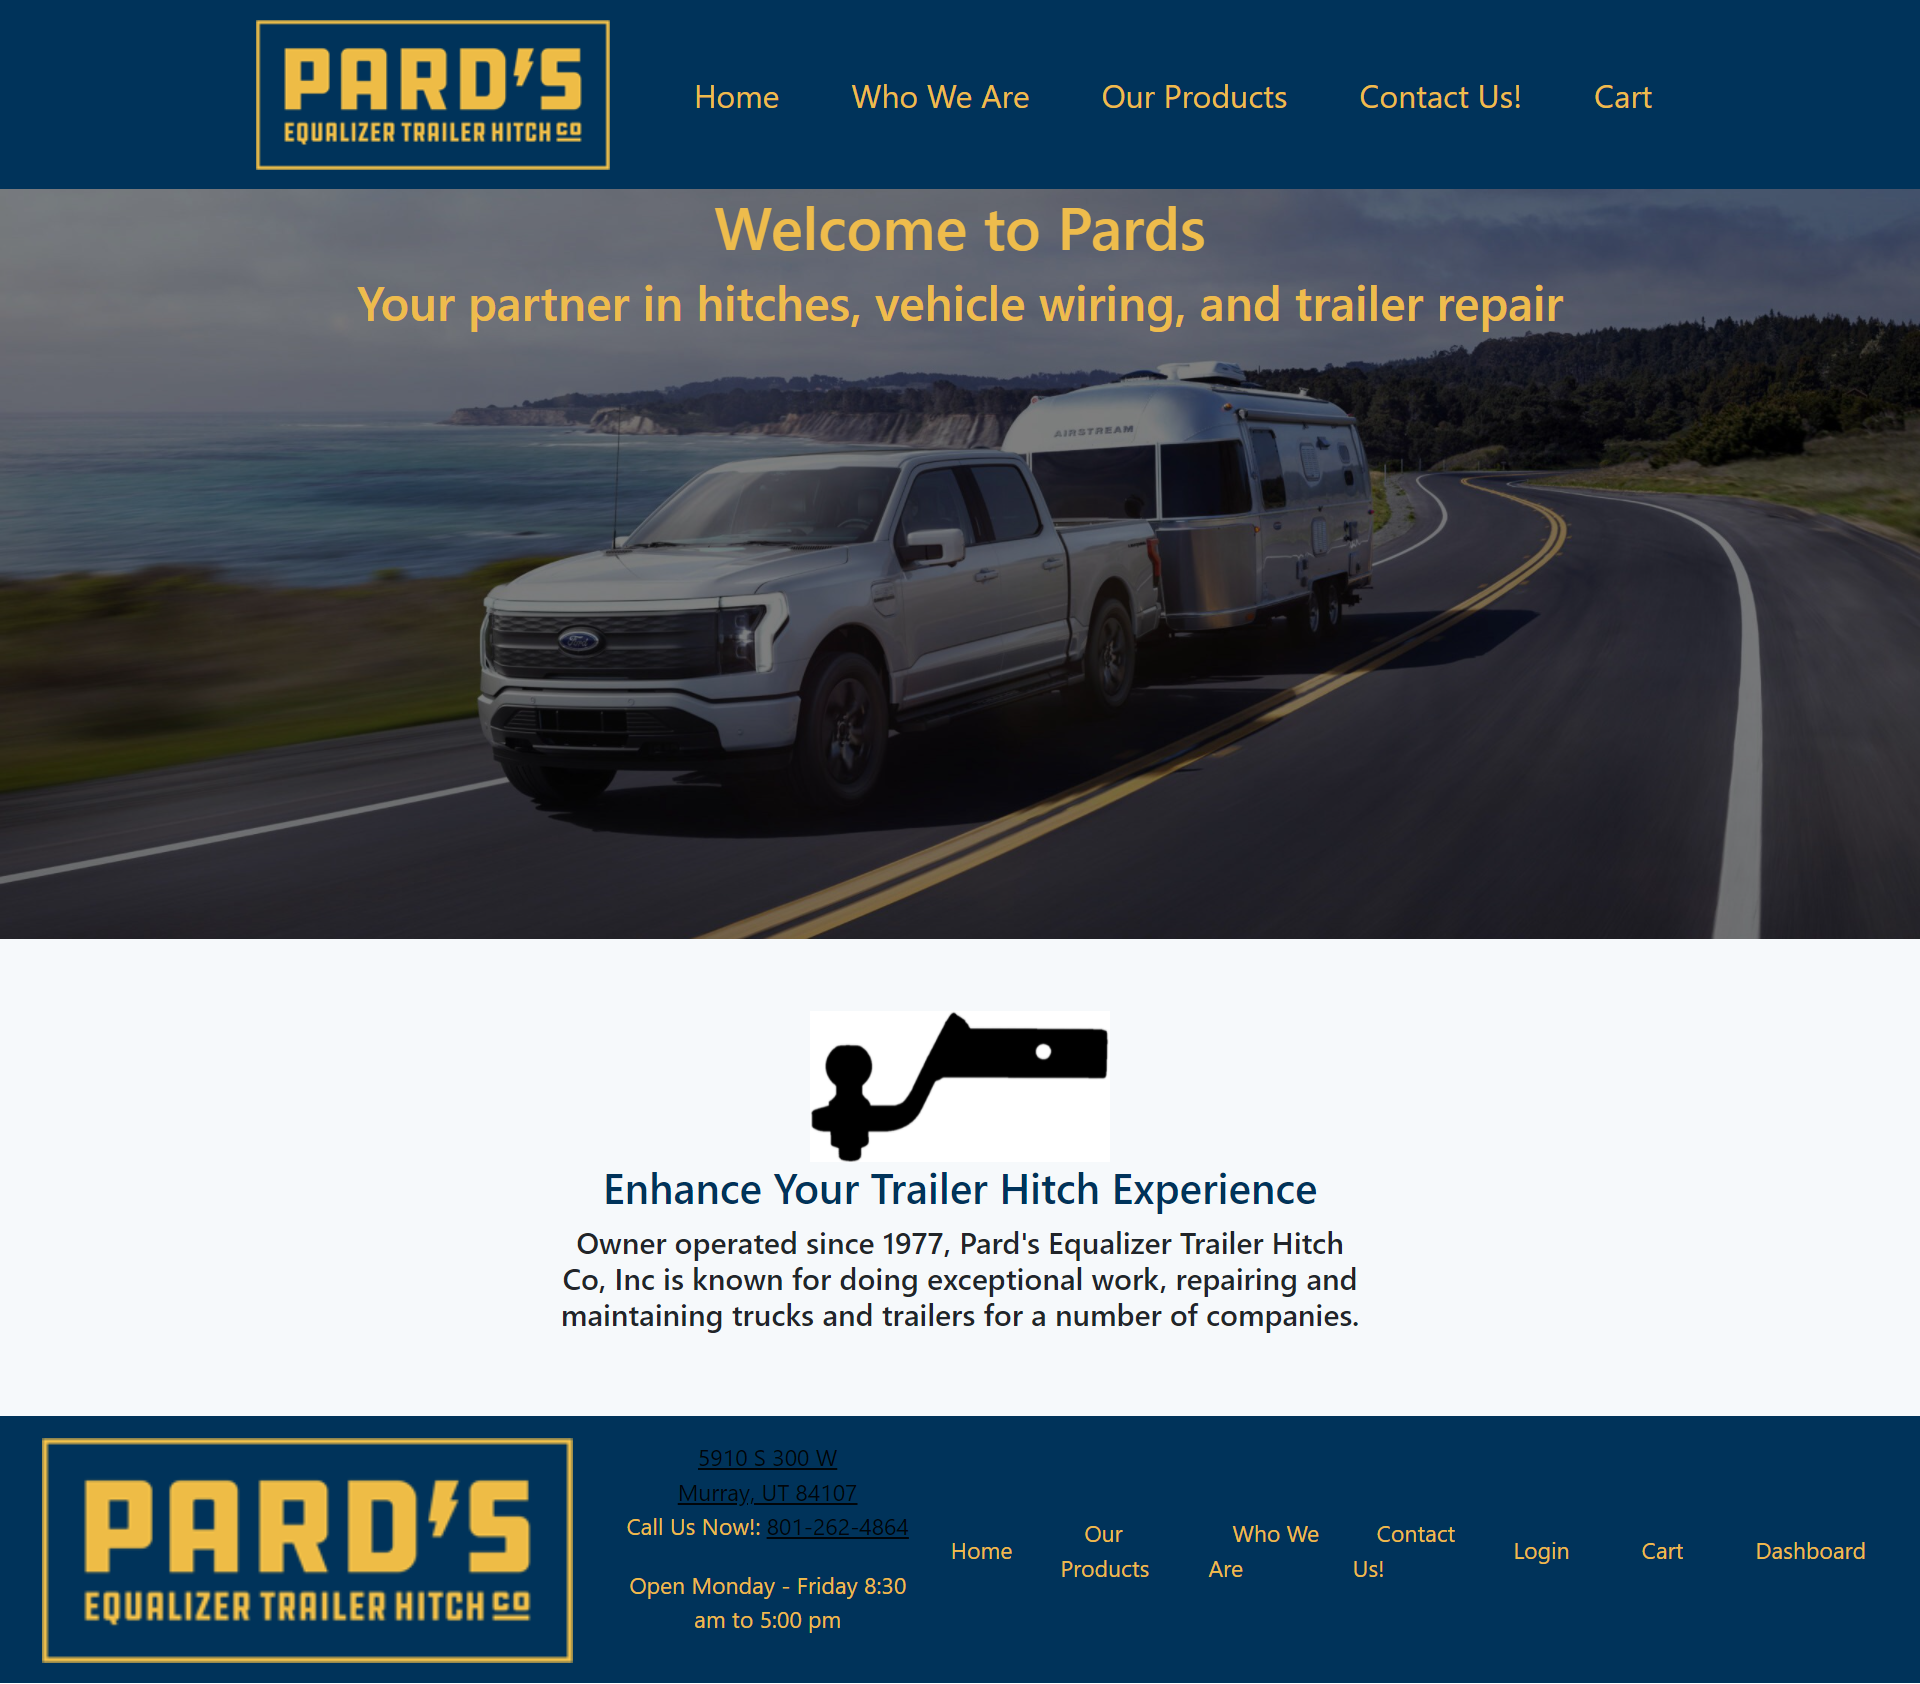 PARD'S
EQUALIZER TRAILER HITCH CO
Home
Who We Are
Our Products
Contact Us!
Cart
Welcome to Pards
Your partner in hitches, vehicle wiring, and trailer repair
AIRSTREAM
Enhance Your Trailer Hitch Experience
Owner operated since 1977, Pard's Equalizer Trailer Hitch
Co, Inc is known for doing exceptional work, repairing and
maintaining trucks and trailers for a number of companies.
PARD'S
EQUALIZER TRAILER HITCH CO
5910 S 300 W
Murray, UT 84107
Call Us Now!: 801-262-4864
Open Monday - Friday 8:30
am to 5:00 pm
Home
Our
Products
Who We
Are
Contact
Us!
Login
Cart
Dashboard